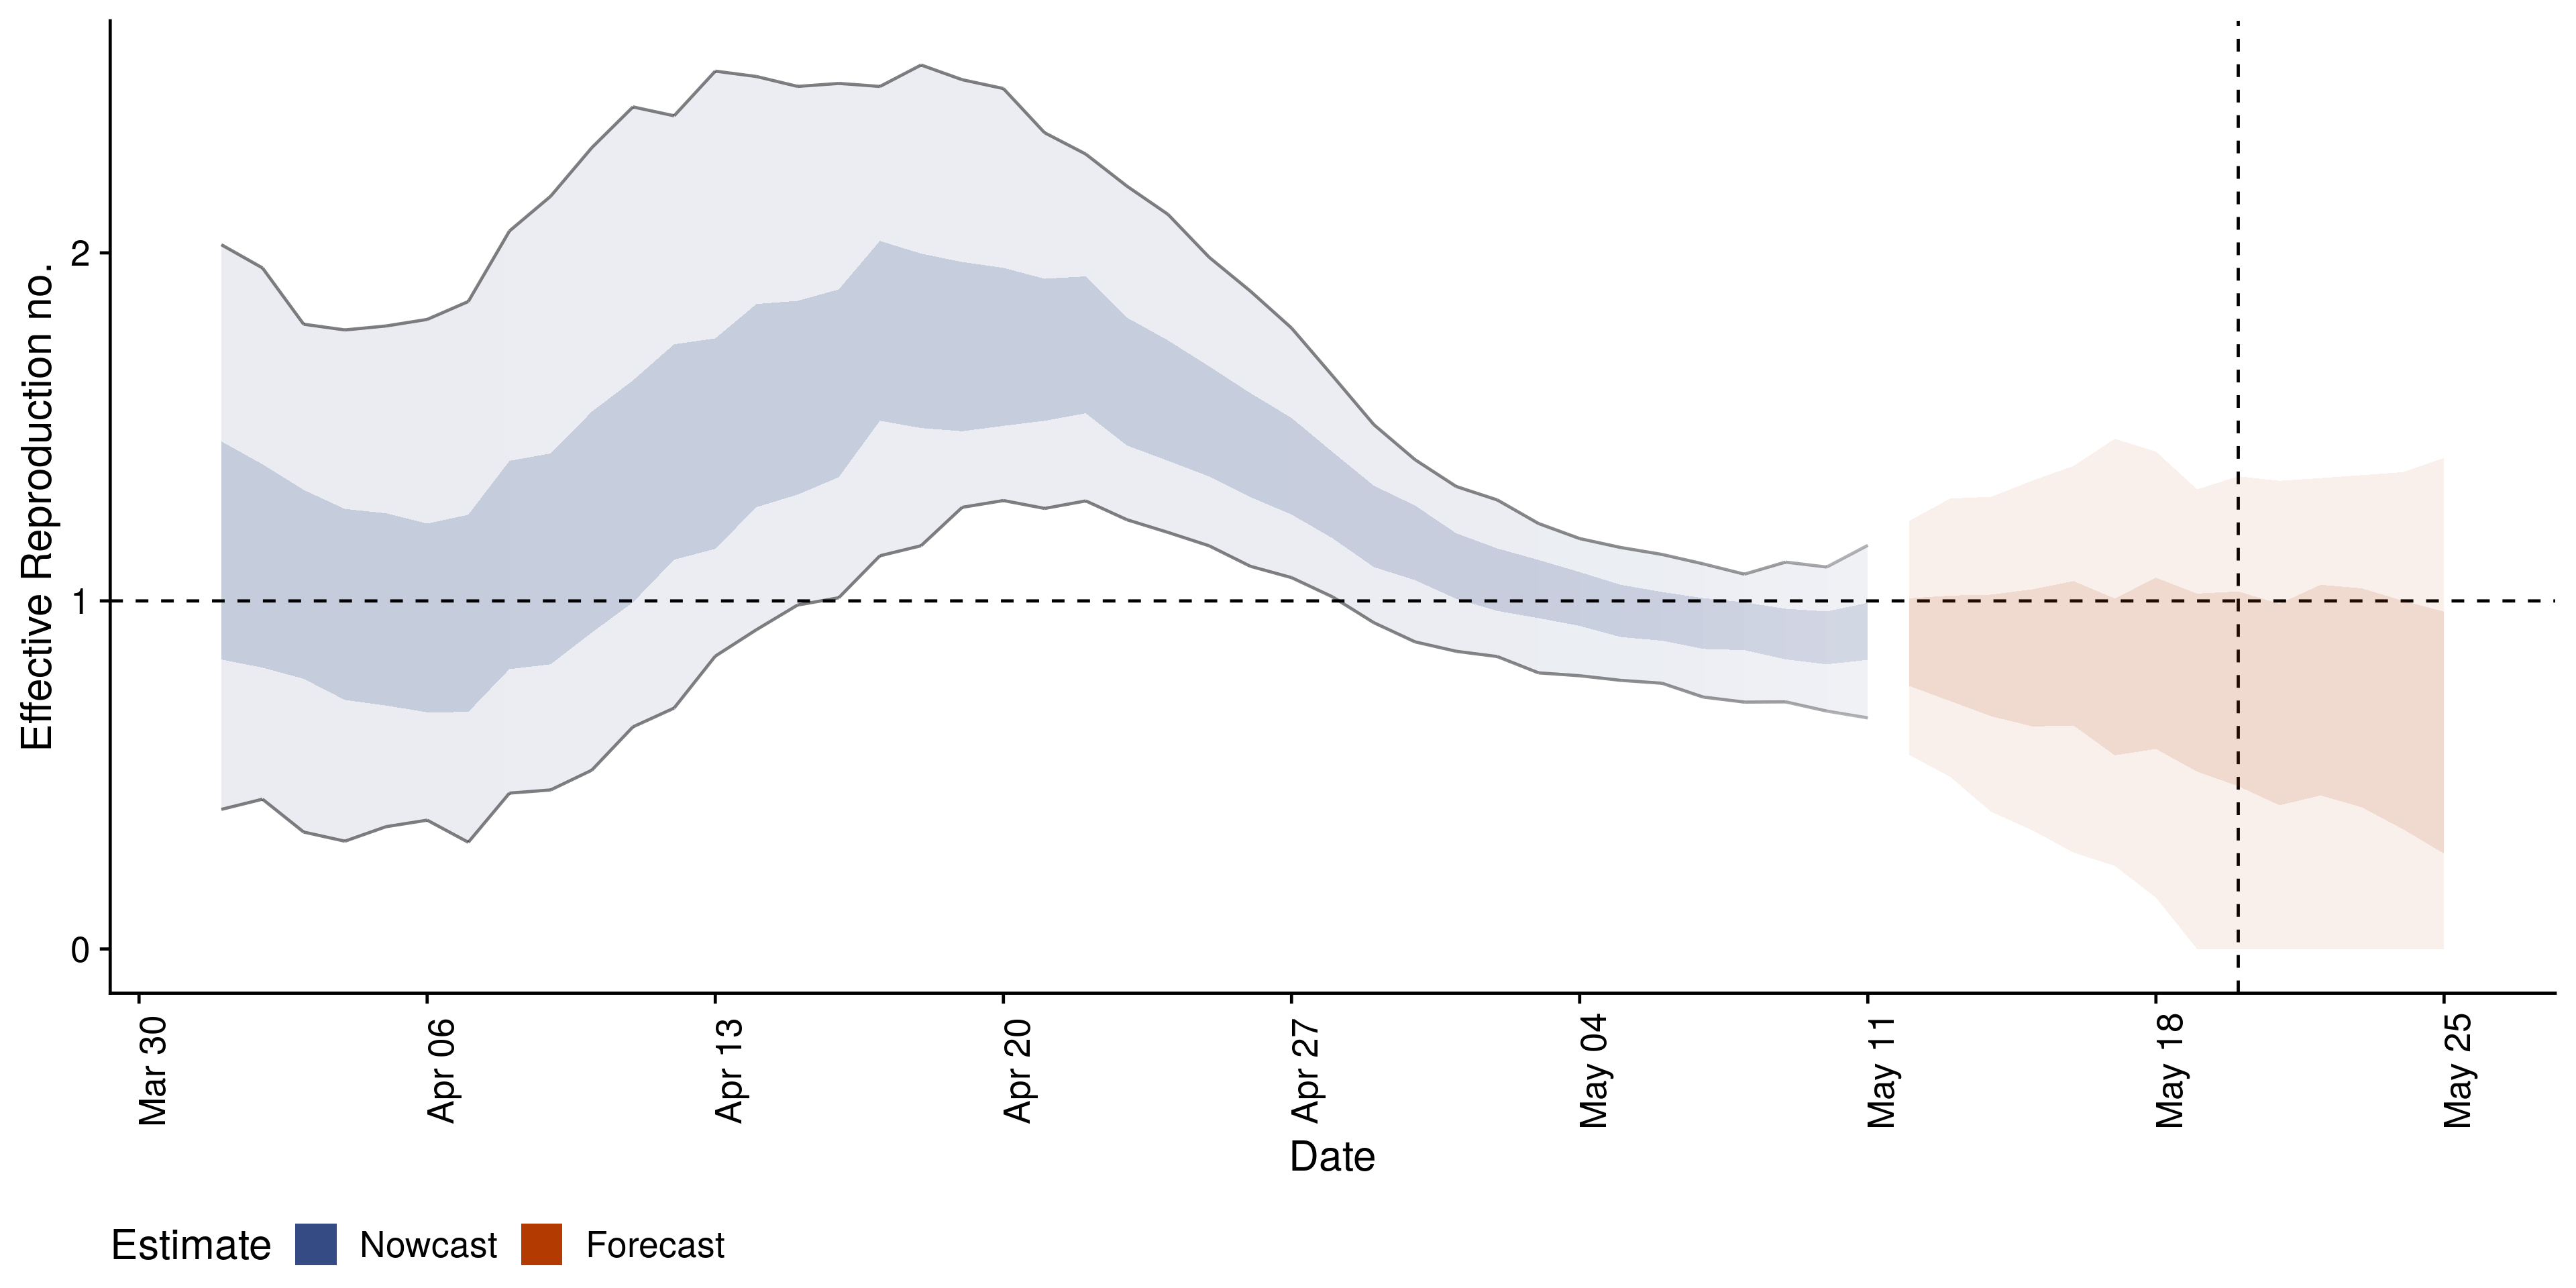 Effective Reproduction no.
2
1
0
Mar 30
Apr 06
Apr 13
Apr 20
Apr 27
May 04
May 11
May 18
May 25
Date
Estimate Nowcast Forecast